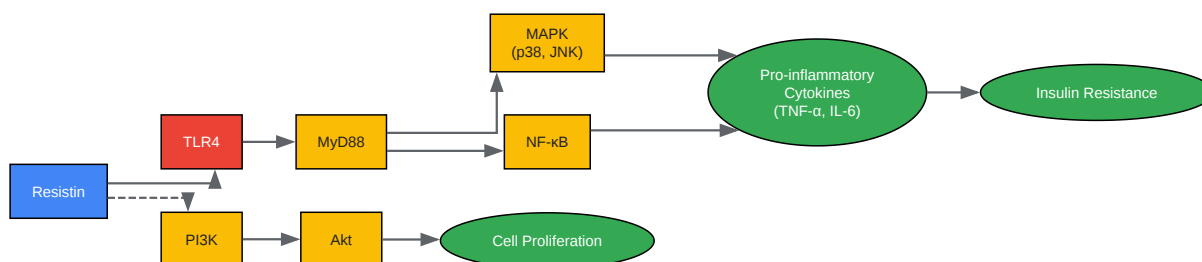 MAPK
(p38, JNK)
Pro-inflammatory
Cytokines
(TNF-α, IL-6)
Insulin Resistance
TLR4
MyD88
NF-κB
Resistin
PI3K
Akt
Cell Proliferation